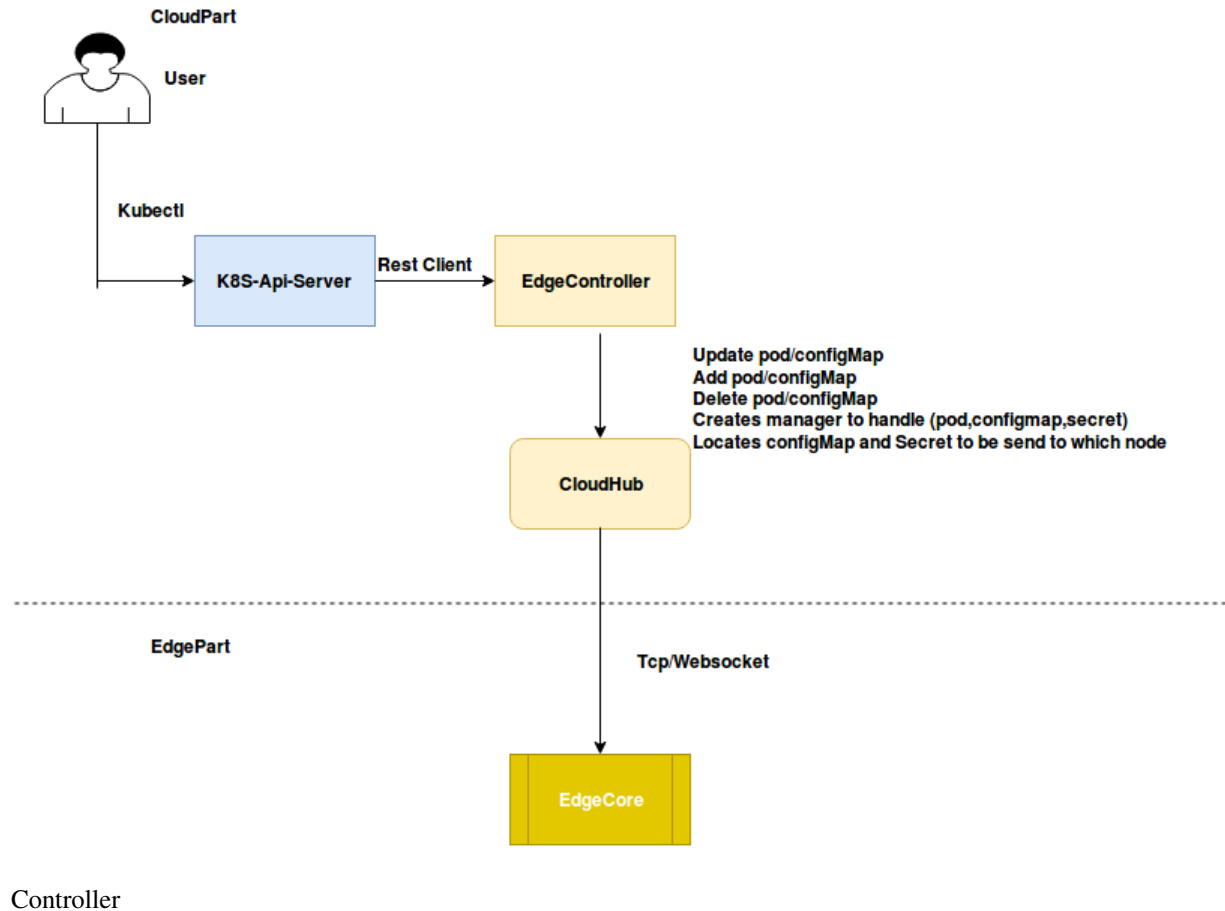 CloudPart
User
Kubectl
K8S-Api-Server
Rest Client
EdgeController
Update pod/configMap
Add pod/configMap
Delete pod/configMap
Creates manager to handle (pod,configmap,secret)
Locates configMap and Secret to be send to which node
CloudHub
EdgePart
Tcp/Websocket
EdgeCore
Controller